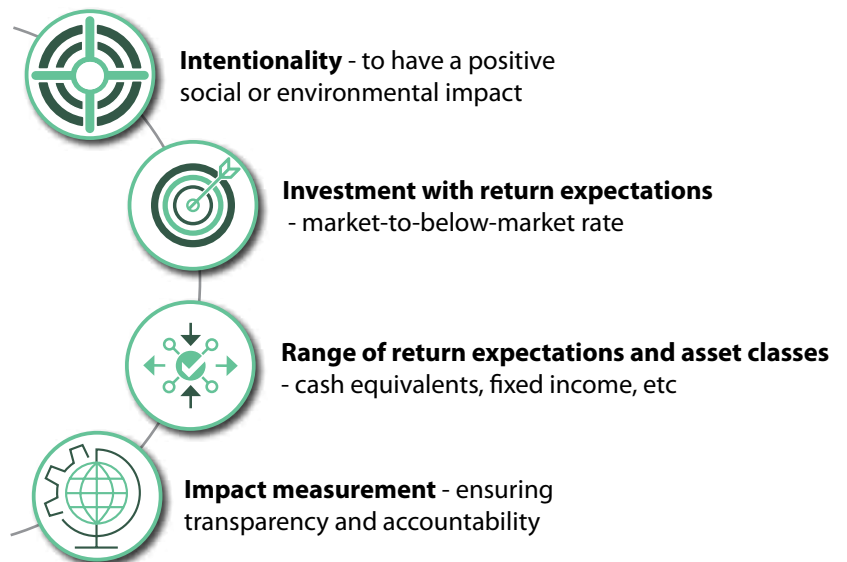 Intentionality - to have a positive
social or environmental impact
Investment with return expectations
- market-to-below-market rate
Range of return expectations and asset classes
- cash equivalents, fixed income, etc
Impact measurement - ensuring
transparency and accountability